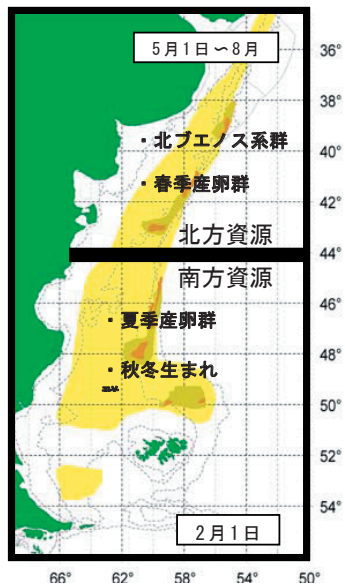 5月1日～8月
36°
38°
・北ブエノス系群
40°
・春季産卵群
42°
北方資源
44°
南方資源
46°
・夏季産卵群
48°
・秋冬生まれ
群
50°
52°
54°
2月1日
66° 62° 58° 54° 50°